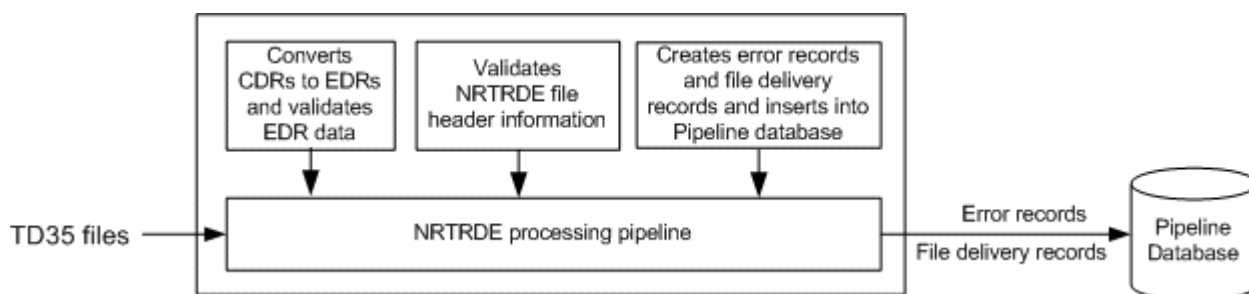 Converts
CDRs to EDRs
and validates
EDR data
Validates
NRTRDE file
header information
Creates error records
and file delivery
records and inserts into
Pipeline database
TD35 files
NRTRDE processing pipeline
Error records
File delivery records
Pipeline
Database